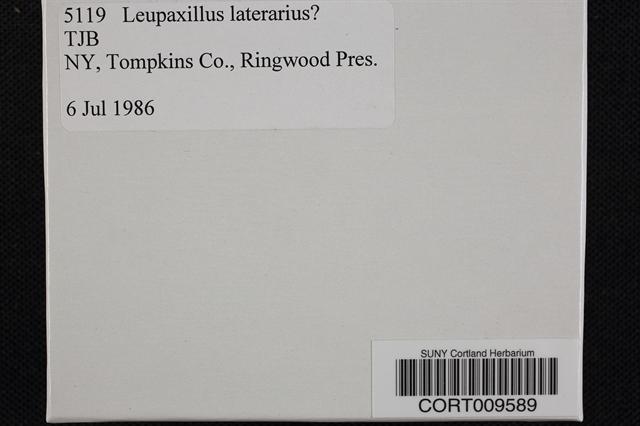 5119 Leupaxillus laterarius?
TJB
NY, Tompkins Co., Ringwood Pres.
6 Jul 1986
SUNY Cortland Herbarium
CORT009589